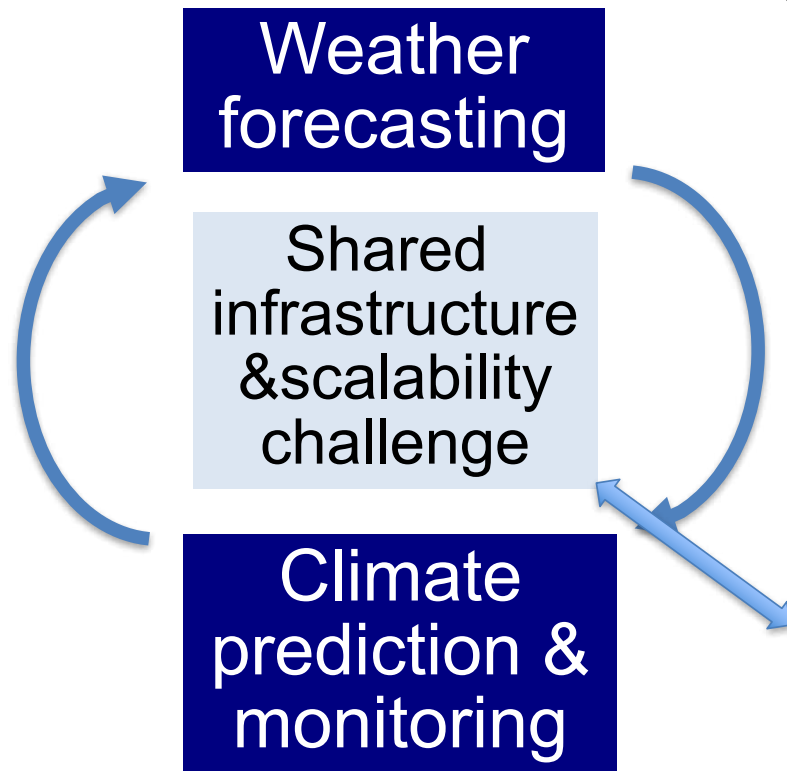 Weather
forecasting
Shared
infrastructure
&scalability
challenge
Climate
prediction &
monitoring